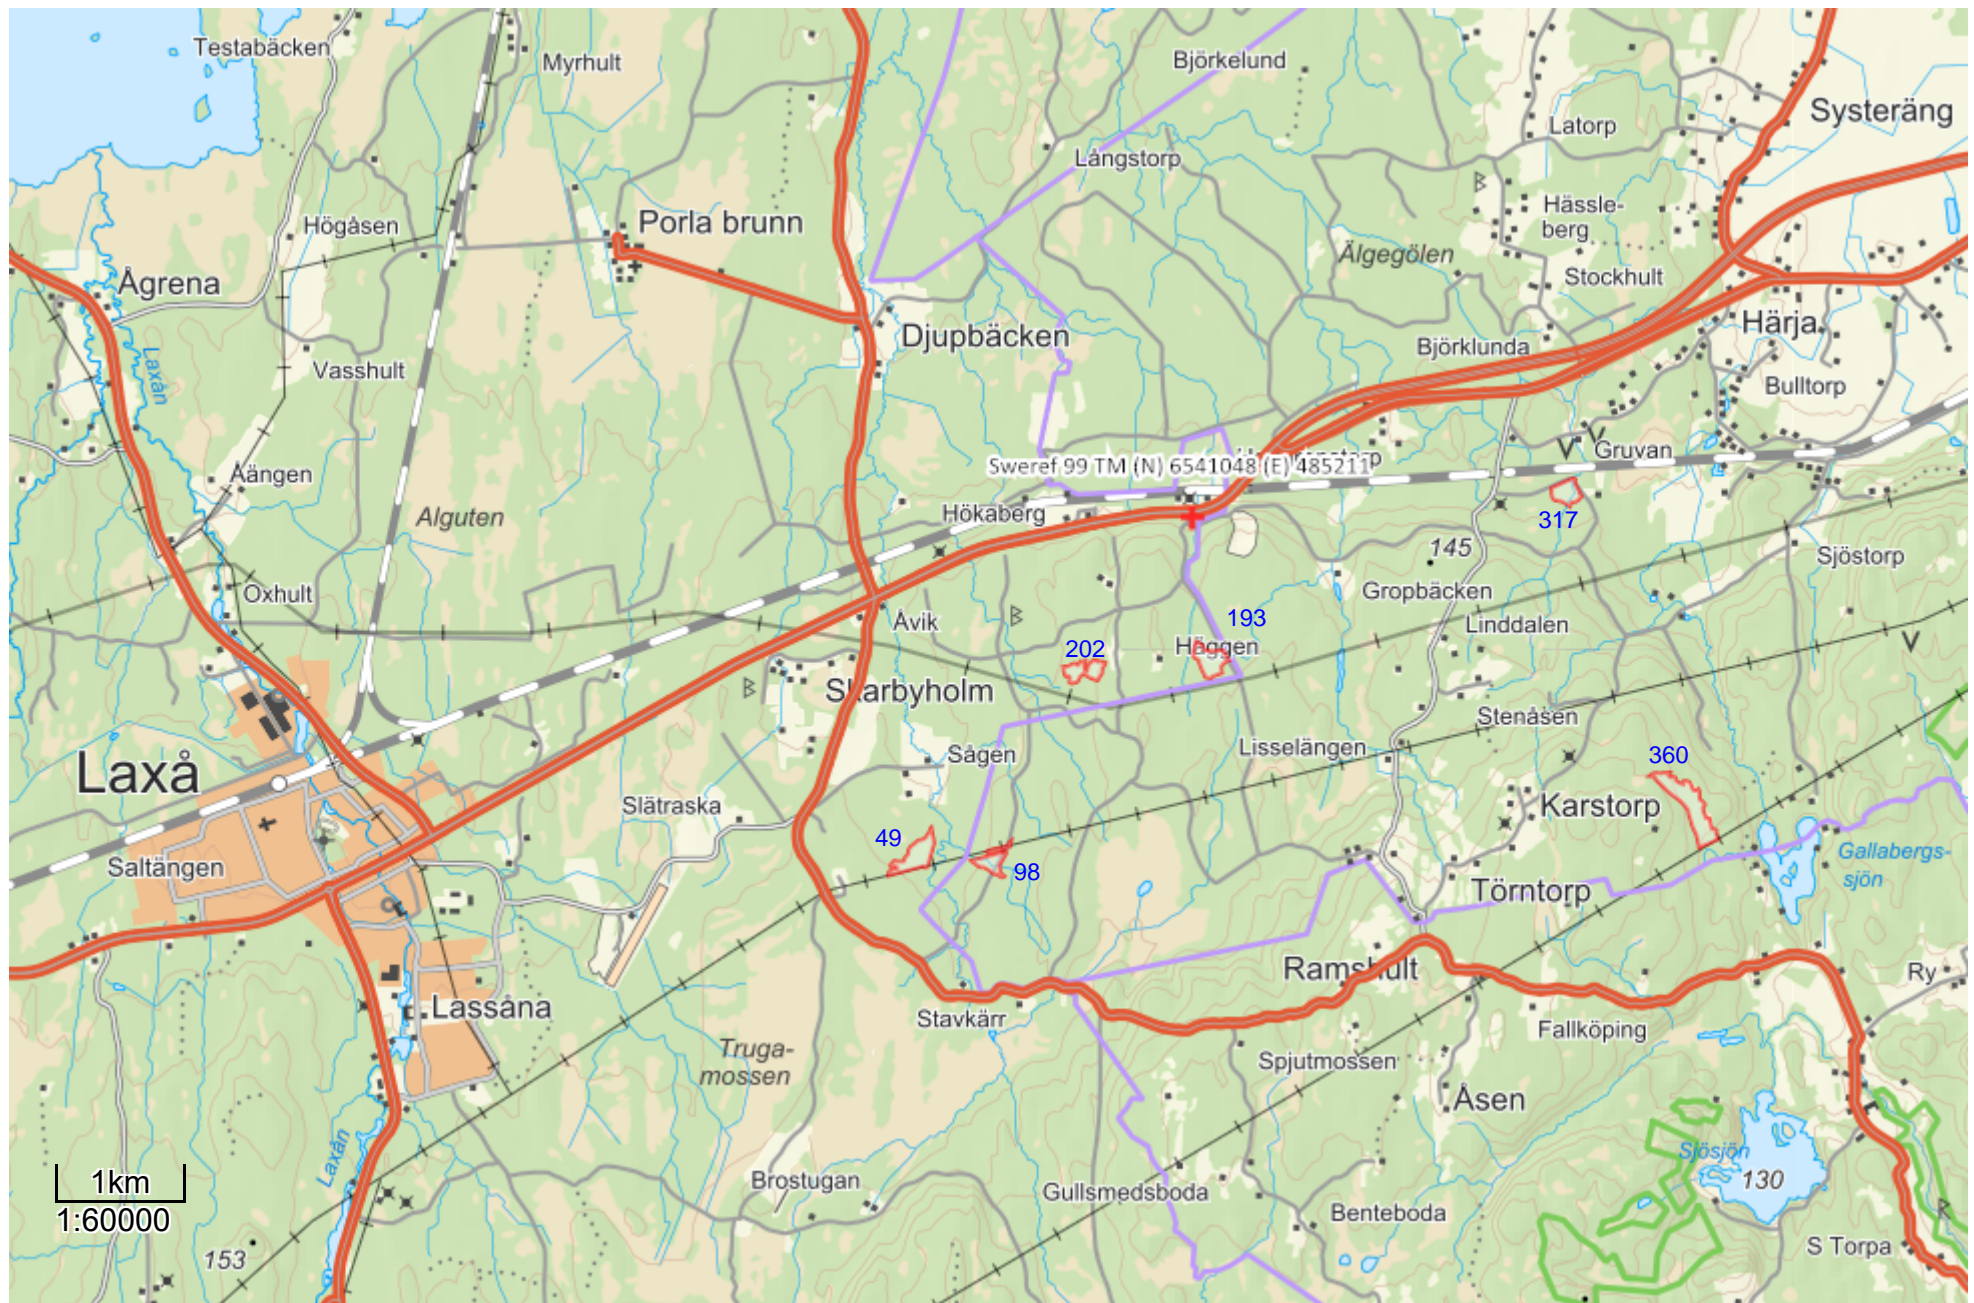 Testabäcken
Myrhult
Björkelund
Systeräng
Latorp
Långstorp
Hässle-
berg
Högåsen
Porla brunn
Älgegölen
Stockhult
Ågrena
Djupbäcken
Härja
Björklunda
Laxån
Vasshult
Bulltorp
Gruvan
Sweref 99 TM (N) 6541048 (E) 485211
Åängen
Alguten
Hökaberg
317
145
Sjöstorp
Oxhult
Gropbäcken
Åvik
193
Linddalen
202
Häggen
Skarbyholm
Stenåsen
Sågen
Lisselängen
360
Laxå
Slätraska
Karstorp
49
98
Gallabergs-
sjön
Saltängen
Törntorp
Ramshult
Ry
Lassåna
Stavkärr
Fallköping
Truga-
mossen
Spjutmossen
Åsen
Laxån
Sjösjön
130
1km
1:60000
Brostugan
Gullsmedsboda
Benteboda
153
S Torpa